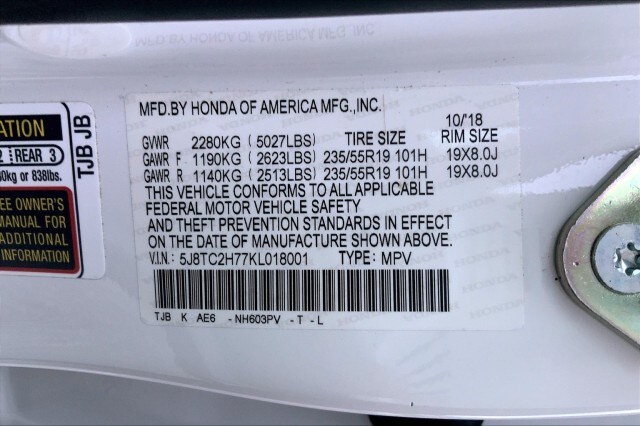 MFD.BY HONDA OF AMERICA MFG.,INC.
10/'18
GVWR 2280KG ( 5027LBS) TIRE SIZE RIM SIZE
GAWR F 1190KG ( 2623LBS) 235/55R19 101H 19X8.0J
GAWR R 1140KG ( 2513LBS) 235/55R19 101H 19X8.0J
THIS VEHICLE CONFORMS TO ALL APPLICABLE
FEDERAL MOTOR VEHICLE SAFETY
AND THEFT PREVENTION STANDARDS IN EFFECT
ON THE DATE OF MANUFACTURE SHOWN ABOVE.
V.I.N.: 5J8TC2H77KL018001 TYPE: MPV
TJB K AE6 - NH603PV - T - L
ATION
2 REAR 3
kg or 838lbs.
EE OWNER'S
MANUAL FOR
ADDITIONAL
INFORMATION
TJB JB